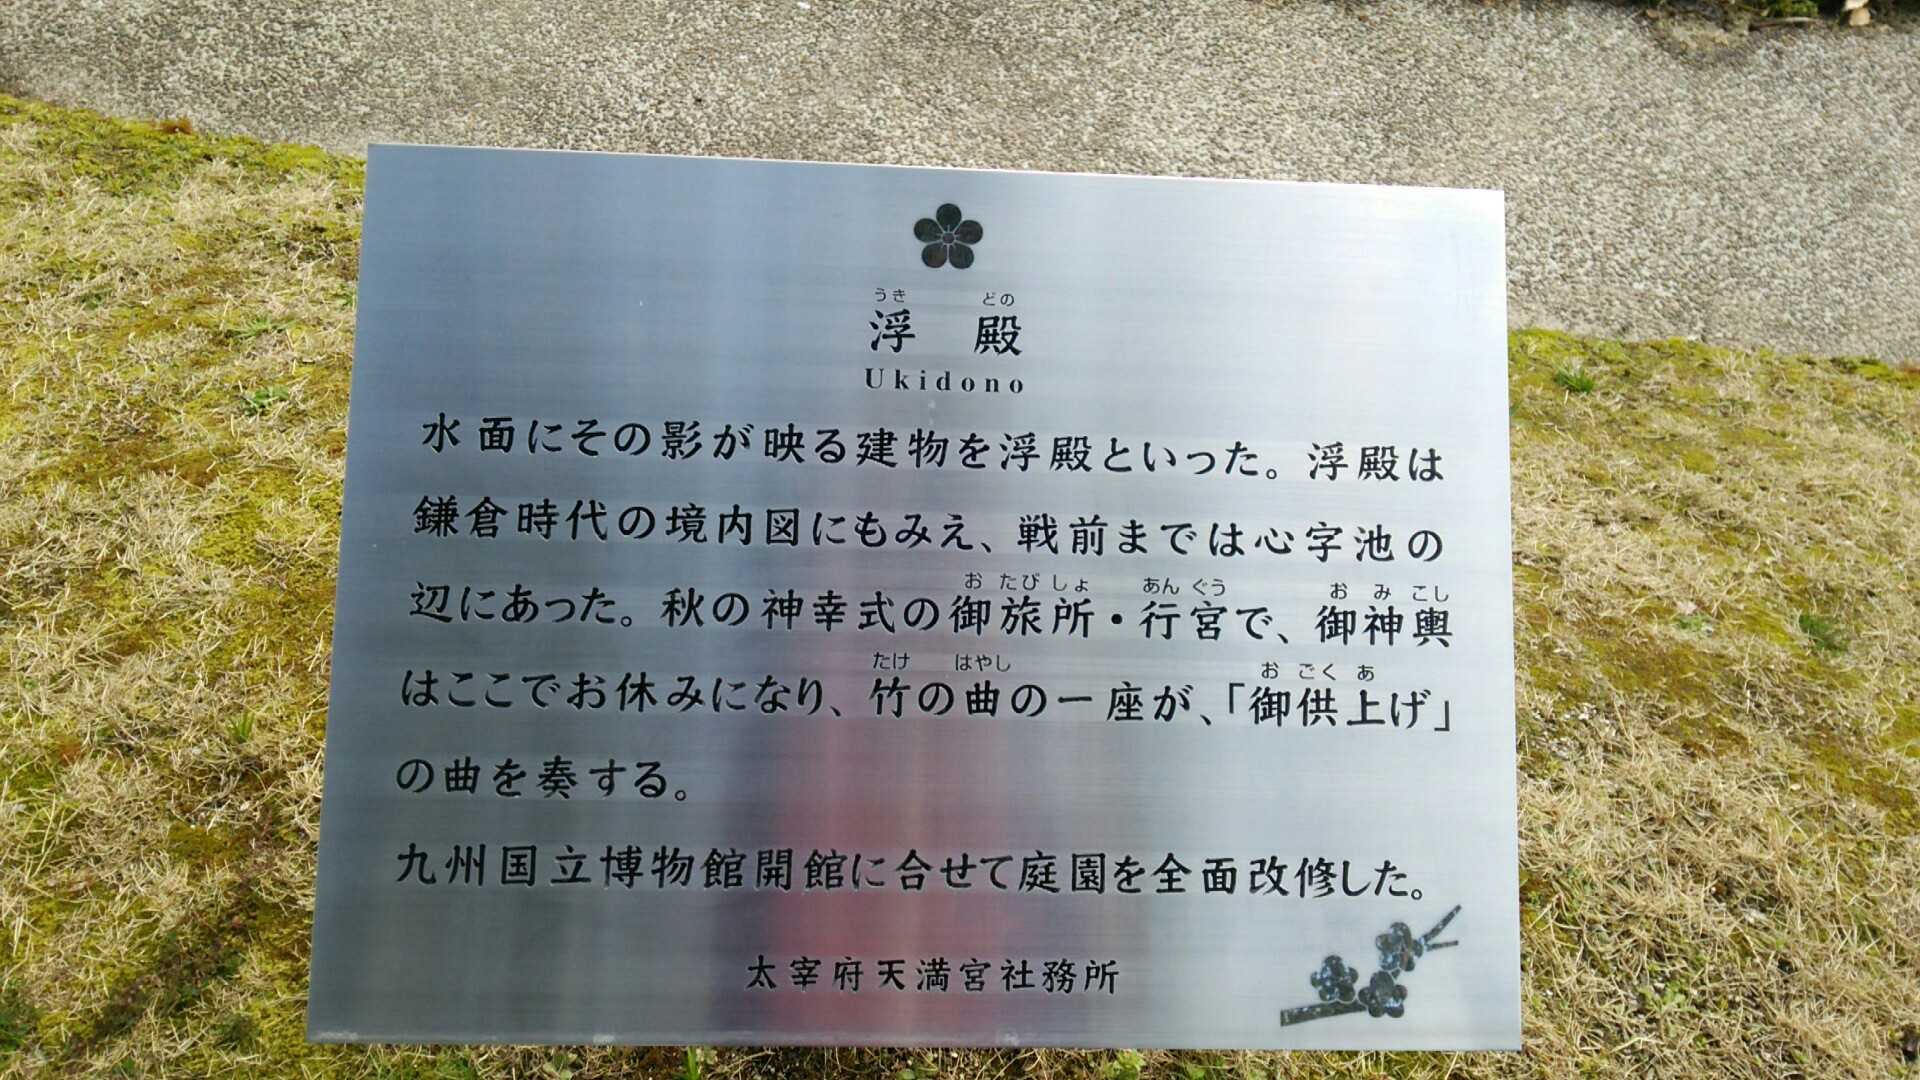 うき どの
浮 殿
Ukidono
水面にその影が映る建物を浮殿といった。浮殿は
鎌倉時代の境内図にもみえ、戦前までは心字池の
お たび しょ あん ぐう お み こし
辺にあった。秋の神幸式の御旅所・行宮で、御神輿
たけ はやし お ごく あ
はここでお休みになり、竹の曲の一座が、「御供上げ」
の曲を奏する。
九州国立博物館開館に合せて庭園を全面改修した。
太宰府天満宮社務所